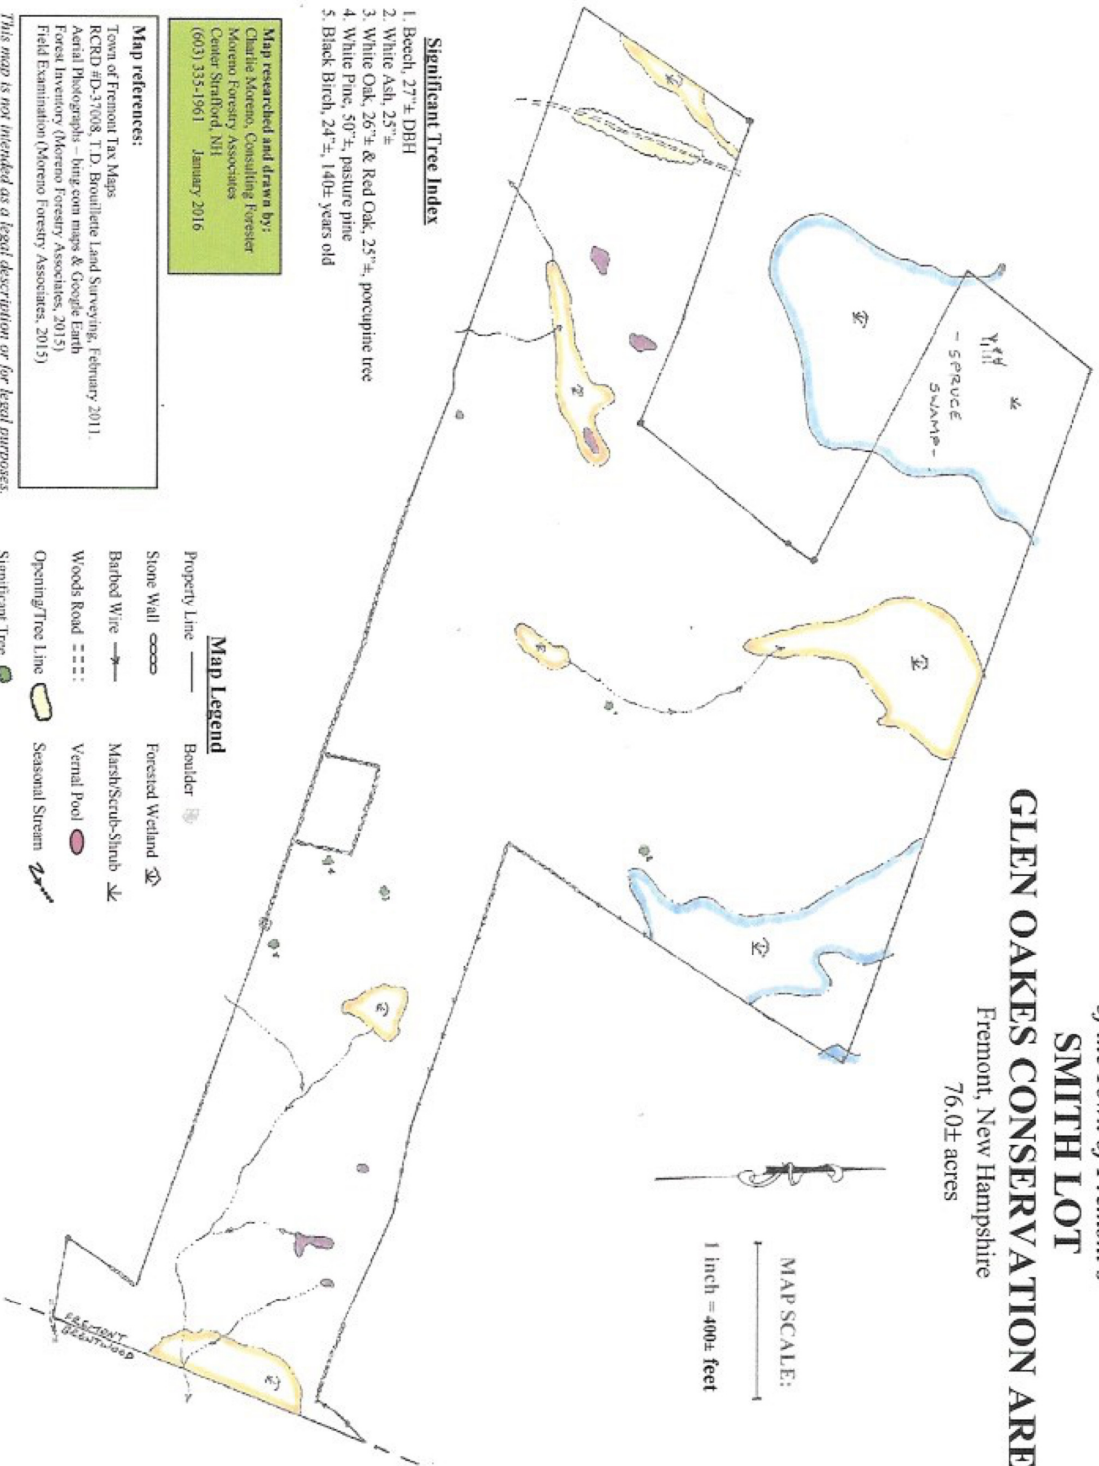 SMITH LOT
GLEN OAKES CONSERVATION ARE
Fremont, New Hampshire
76.0± acres
MAP SCALE:
1 inch = 400± feet
- SPRUCE
SWAMP -
FREMONT
BRENTWOOD
Significant Tree Index
1. Beech, 27"± DBH
2. White Ash, 25"±
3. White Oak, 26"± & Red Oak, 25"±, porcupine tree
4. White Pine, 50"±, pasture pine
5. Black Birch, 24"±, 140± years old
Map researched and drawn by:
Charlie Moreno, Consulting Forester
Moreno Forestry Associates
Center Strafford, NH
(603) 335-1961 January 2016
Map references:
Town of Fremont Tax Maps
RCRD #D-37008, T.D. Brouillette Land Surveying, February 2011.
Aerial Photographs – bing.com maps & Google Earth
Forest Inventory (Moreno Forestry Associates, 2015)
Field Examination (Moreno Forestry Associates, 2015)
This map is not intended as a legal description or for legal purposes.
Map Legend
Property Line
Stone Wall
Barbed Wire
Woods Road
Opening/Tree Line
Significant Tree
Boulder
Forested Wetland
Marsh/Scrub-Shrub
Vernal Pool
Seasonal Stream